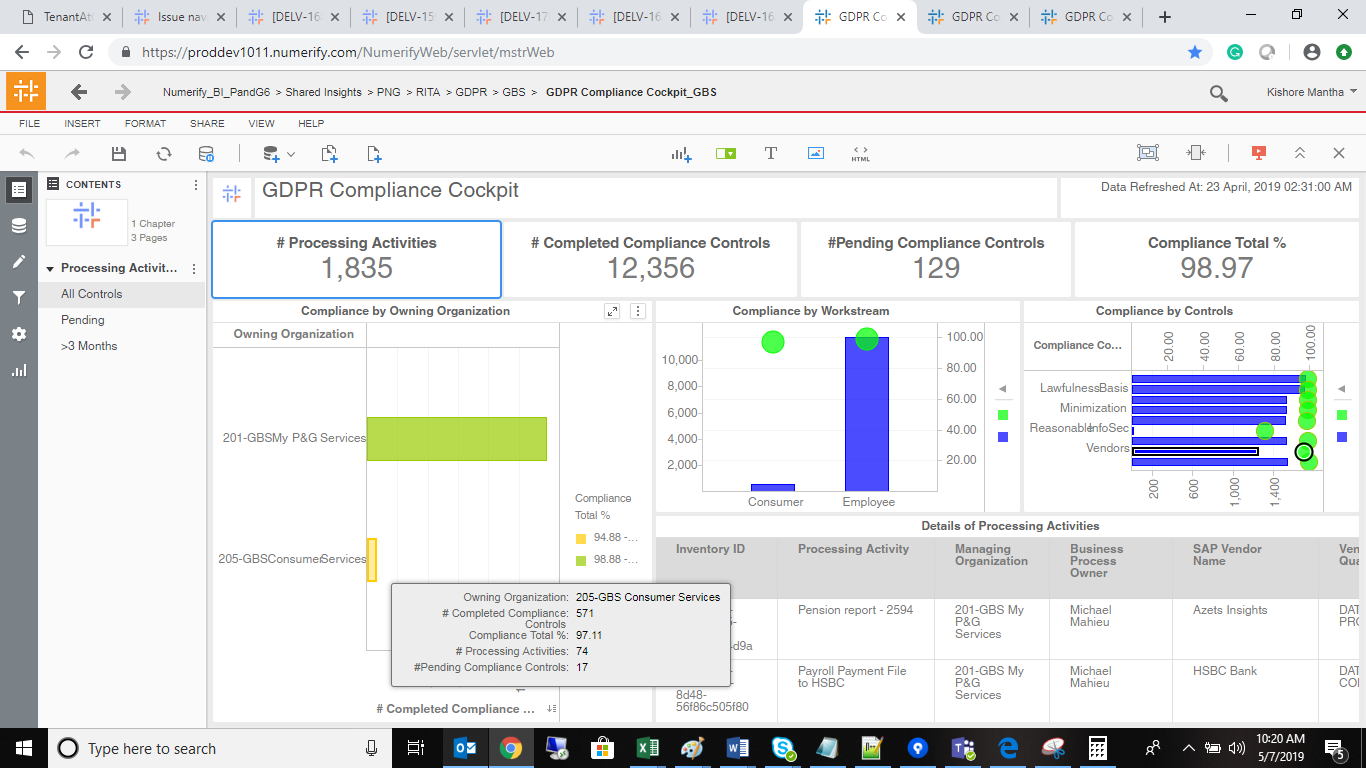 TenantAt
Issue nav
[DELV-16
[DELV-15
[DELV-17
[DELV-16
[DELV-16
GDPR Co
GDPR Co
GDPR Co
https://proddev1011.numerify.com/NumerifyWeb/servlet/mstrWeb
Numerify_BI_PandG6 > Shared Insights > PNG > RITA > GDPR > GBS > GDPR Compliance Cockpit_GBS
Kishore Mantha
FILE INSERT FORMAT SHARE VIEW HELP
HTML
CONTENTS
1 Chapter
3 Pages
Processing Activit...
All Controls
Pending
>3 Months
GDPR Compliance Cockpit
Data Refreshed At: 23 April, 2019 02:31:00 AM
# Processing Activities
1,835
# Completed Compliance Controls
12,356
#Pending Compliance Controls
129
Compliance Total %
98.97
Compliance by Owning Organization
Owning Organization
201-GBSMy P&G Services
205-GBSConsumerServices
Compliance
Total %
94.88 -...
98.88 -...
# Completed Compliance ...
Owning Organization: 205-GBS Consumer Services
# Completed Compliance Controls: 571
Compliance Total %: 97.11
# Processing Activities: 74
#Pending Compliance Controls: 17
Compliance by Workstream
10,000
8,000
6,000
4,000
2,000
100.00
80.00
60.00
40.00
20.00
Consumer Employee
Compliance by Controls
Compliance Co...
20.00 40.00 60.00 80.00 100.00
LawfulnessBasis
Minimization
ReasonableInfoSec
Vendors
200 600 1,000 1,400
Details of Processing Activities
Inventory ID
Processing Activity
Managing Organization
Business Process Owner
SAP Vendor Name
Ven
Qua
4d9a
Pension report - 2594
201-GBS My P&G Services
Michael Mahieu
Azets Insights
DAT
PRO
8d48-
56f86c505f80
Payroll Payment File to HSBC
201-GBS My P&G Services
Michael Mahieu
HSBC Bank
DAT
COI
Type here to search
10:20 AM
5/7/2019
5